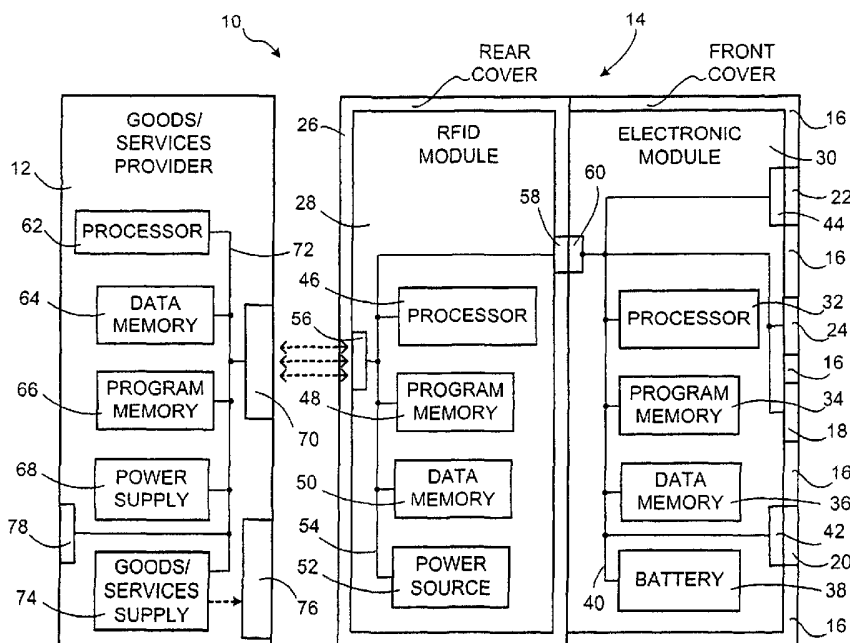 10
14
REAR
COVER
FRONT
COVER
GOODS/
SERVICES
PROVIDER
12
62
PROCESSOR
72
64
DATA
MEMORY
66
PROGRAM
MEMORY
70
68
POWER
SUPPLY
78
GOODS/
SERVICES
SUPPLY
74
76
26
RFID
MODULE
28
58
60
46
PROCESSOR
56
48
PROGRAM
MEMORY
50
DATA
MEMORY
54
52
POWER
SOURCE
16
ELECTRONIC
MODULE
30
22
44
16
32
PROCESSOR
24
16
PROGRAM
MEMORY
34
18
16
DATA
MEMORY
36
42
20
BATTERY
38
40
16